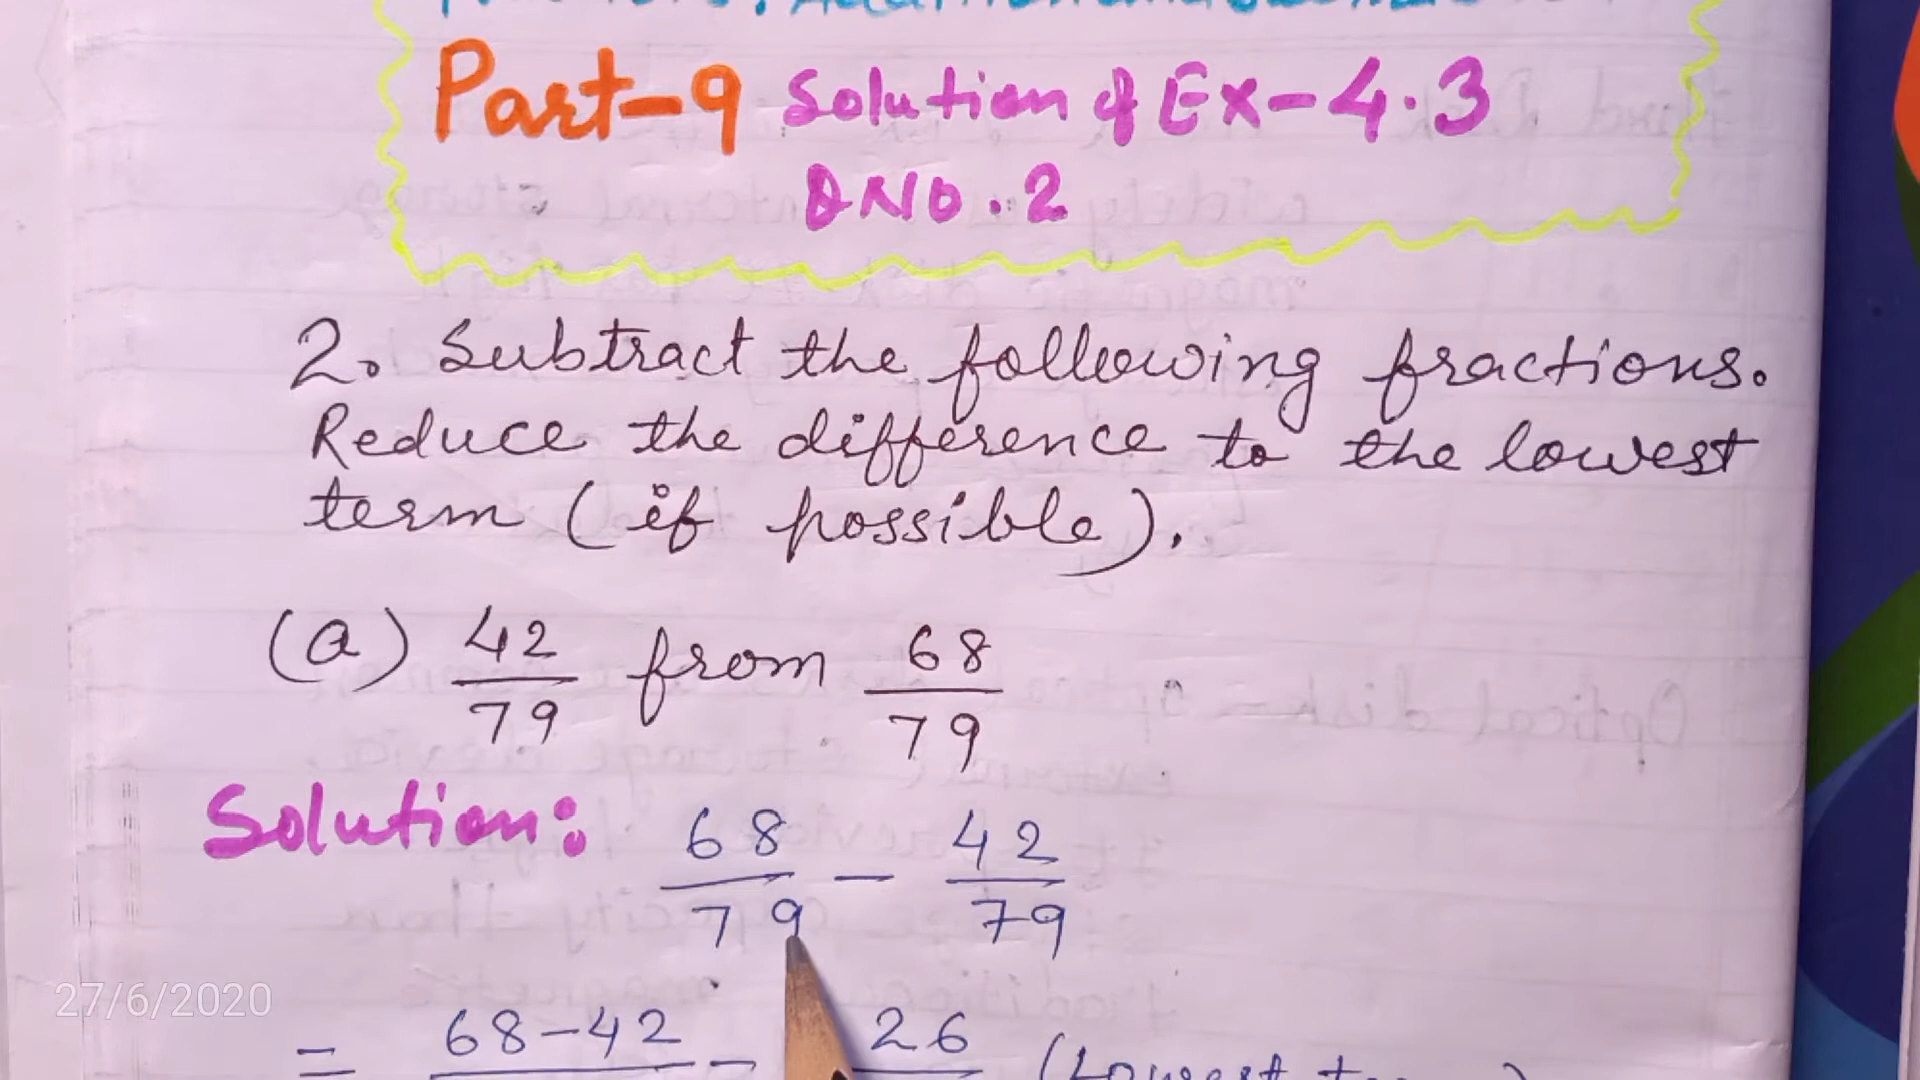 Part-9 Solution of Ex-4.3
QNO.2
2. Subtract the following fractions.
Reduce the difference to the lowest
term (if possible).
(a) 42/79 from 68/79
Solution: 68/79 - 42/79
= 68-42 = 26 (Lowest
27/6/2020